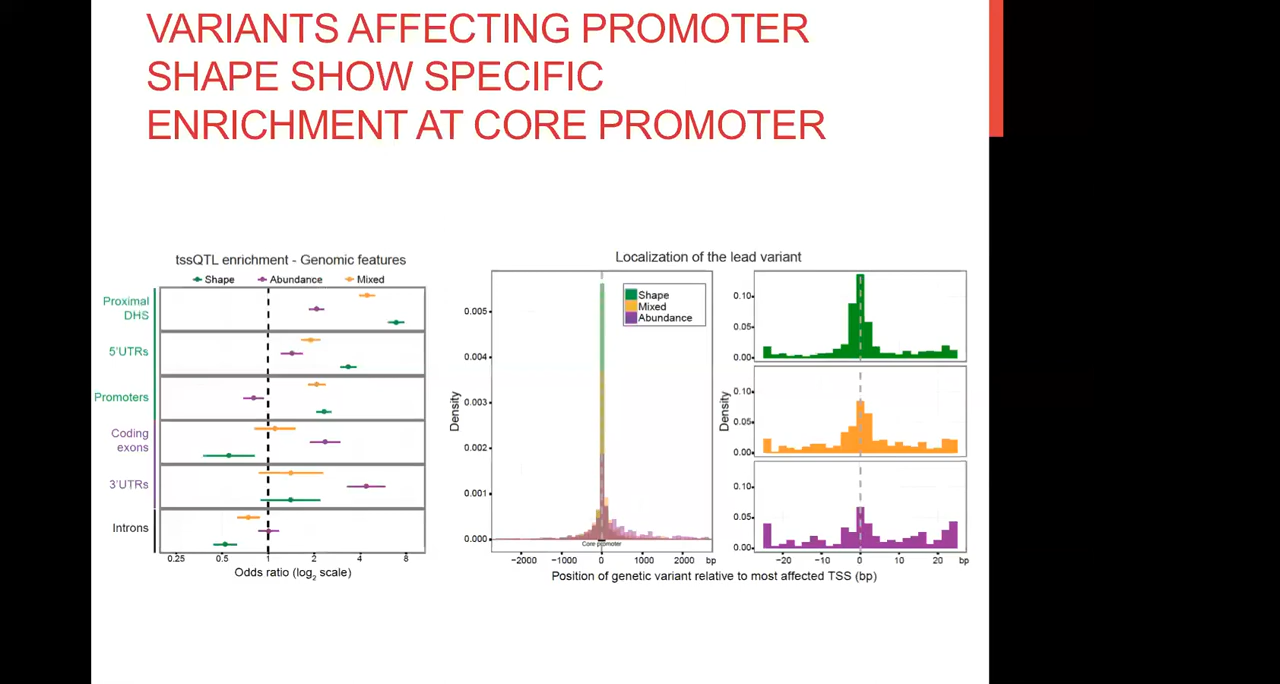 VARIANTS AFFECTING PROMOTER
SHAPE SHOW SPECIFIC
ENRICHMENT AT CORE PROMOTER
tssQTL enrichment - Genomic features
Shape Abundance Mixed
Proximal
DHS
5'UTRs
Promoters
Coding
exons
3'UTRs
Introns
0.25 0.5 1 2 4 8
Odds ratio (log2 scale)
Localization of the lead variant
Density
0.005
0.004
0.003
0.002
0.001
0.000
Shape
Mixed
Abundance
Core promoter
−2000 −1000 0 1000 2000 bp
Density
0.10
0.05
0.00
0.10
0.05
0.00
0.10
0.05
0.00
−20 −10 0 10 20 bp
Position of genetic variant relative to most affected TSS (bp)